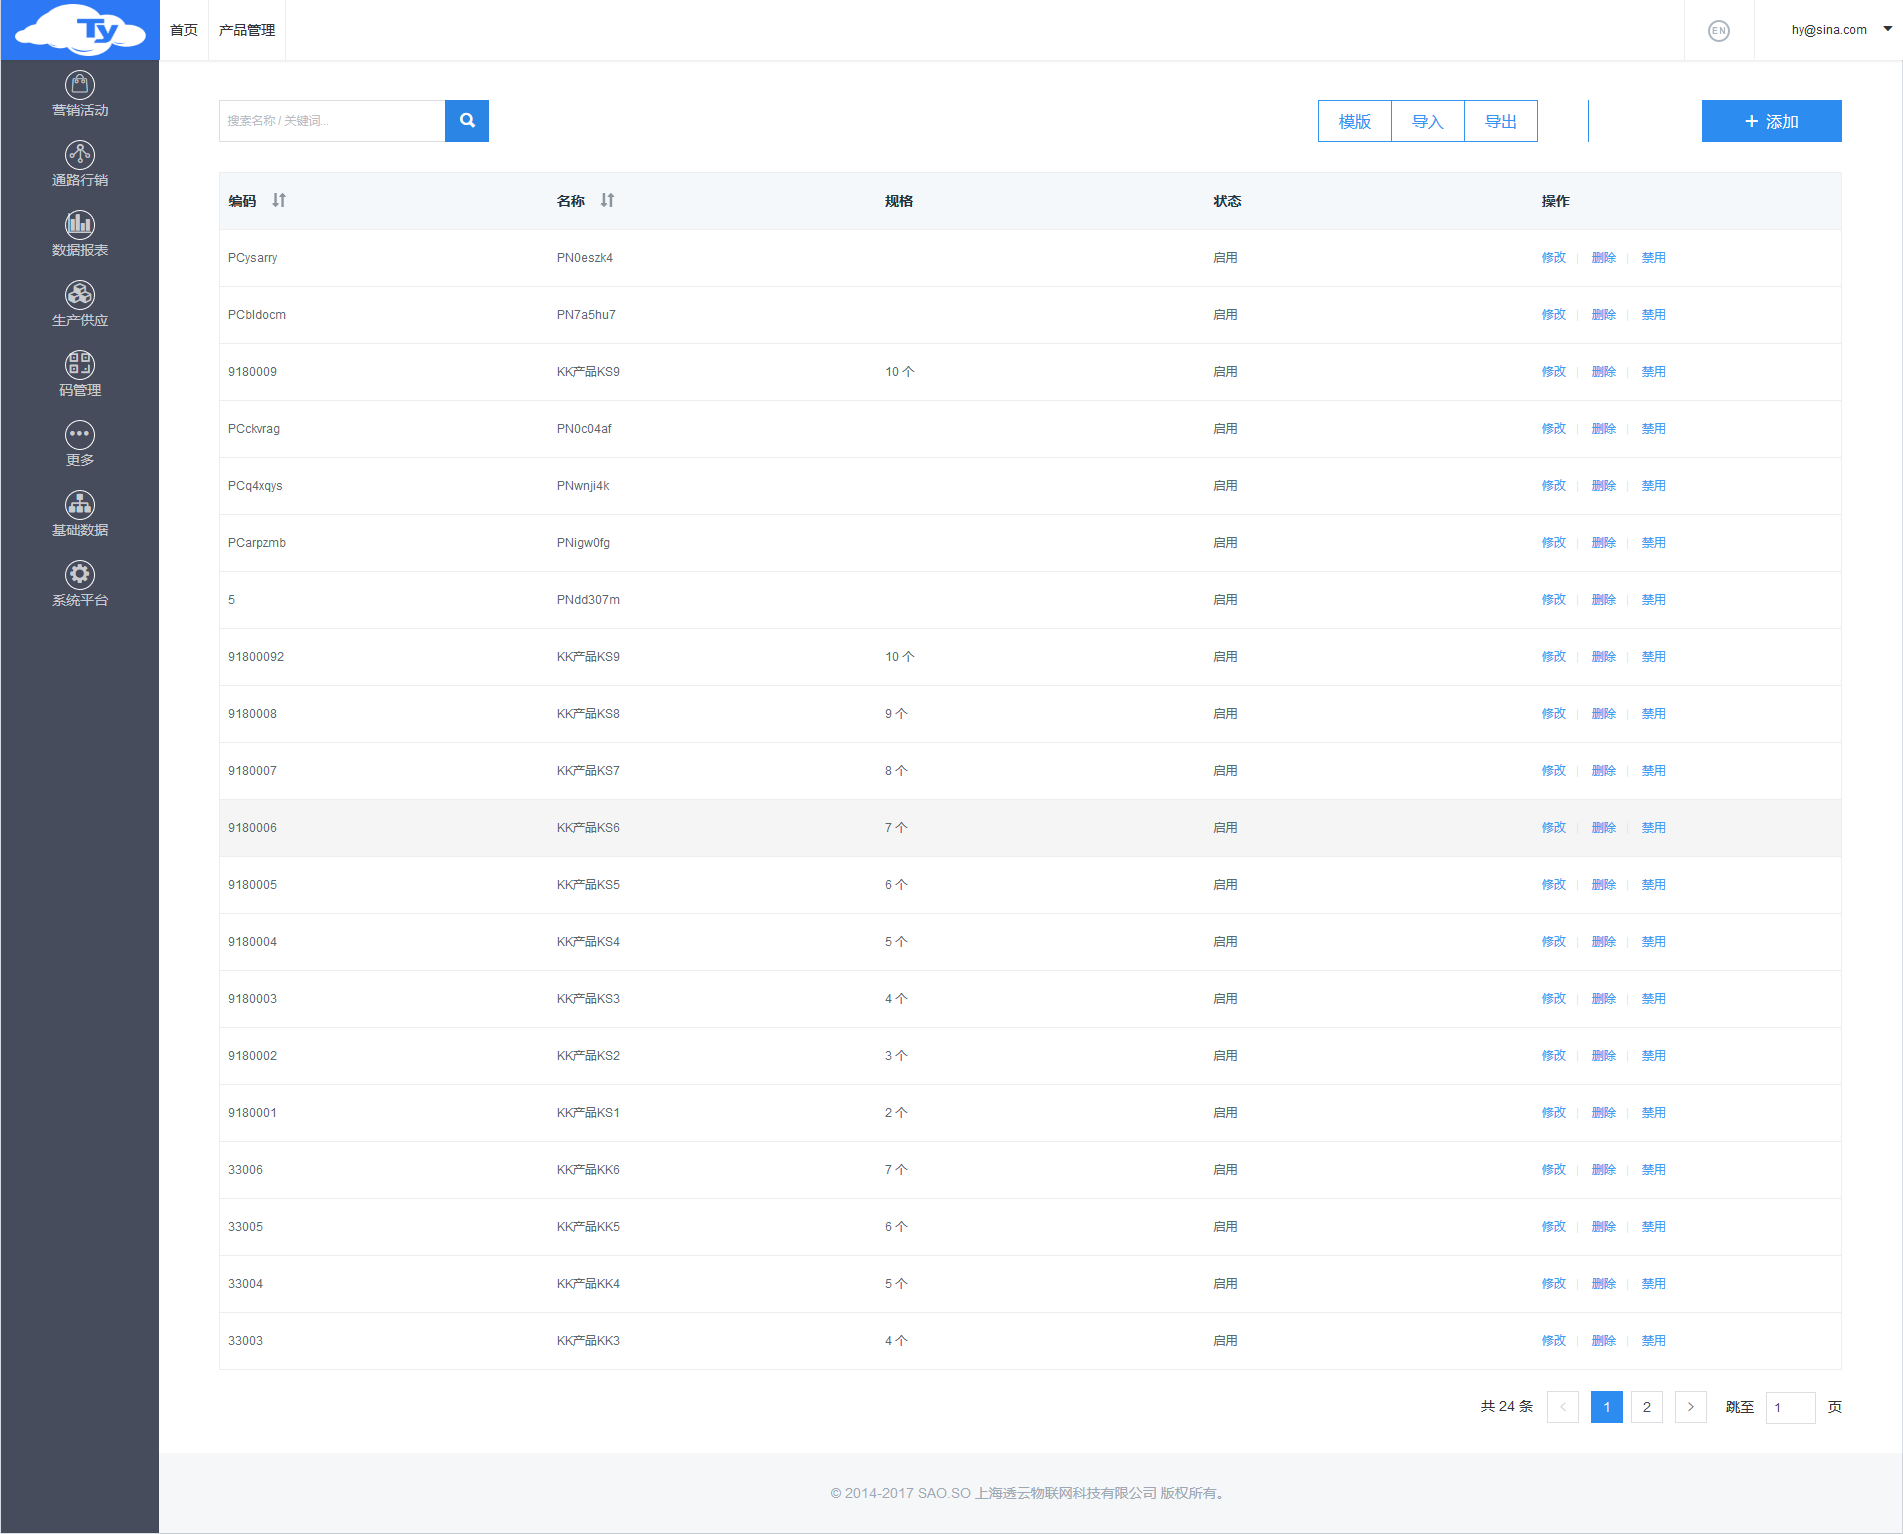 Ty 首页 产品管理 EN hy@sina.com
营销活动
通路行销
数据报表
生产供应
码管理
更多
基础数据
系统平台
搜索名称 / 关键词... 模版 导入 导出 + 添加
编码 名称 规格 状态 操作
PCysarry PN0eszk4 启用 修改 删除 禁用
PCbldocm PN7a5hu7 启用 修改 删除 禁用
9180009 KK产品KS9 10 个 启用 修改 删除 禁用
PCckvrag PN0c04af 启用 修改 删除 禁用
PCq4xqys PNwnji4k 启用 修改 删除 禁用
PCarpzmb PNigw0fg 启用 修改 删除 禁用
5 PNdd307m 启用 修改 删除 禁用
91800092 KK产品KS9 10 个 启用 修改 删除 禁用
9180008 KK产品KS8 9 个 启用 修改 删除 禁用
9180007 KK产品KS7 8 个 启用 修改 删除 禁用
9180006 KK产品KS6 7 个 启用 修改 删除 禁用
9180005 KK产品KS5 6 个 启用 修改 删除 禁用
9180004 KK产品KS4 5 个 启用 修改 删除 禁用
9180003 KK产品KS3 4 个 启用 修改 删除 禁用
9180002 KK产品KS2 3 个 启用 修改 删除 禁用
9180001 KK产品KS1 2 个 启用 修改 删除 禁用
33006 KK产品KK6 7 个 启用 修改 删除 禁用
33005 KK产品KK5 6 个 启用 修改 删除 禁用
33004 KK产品KK4 5 个 启用 修改 删除 禁用
33003 KK产品KK3 4 个 启用 修改 删除 禁用
共 24 条 < 1 2 > 跳至 1 页
© 2014-2017 SAO.SO 上海透云物联网科技有限公司 版权所有。